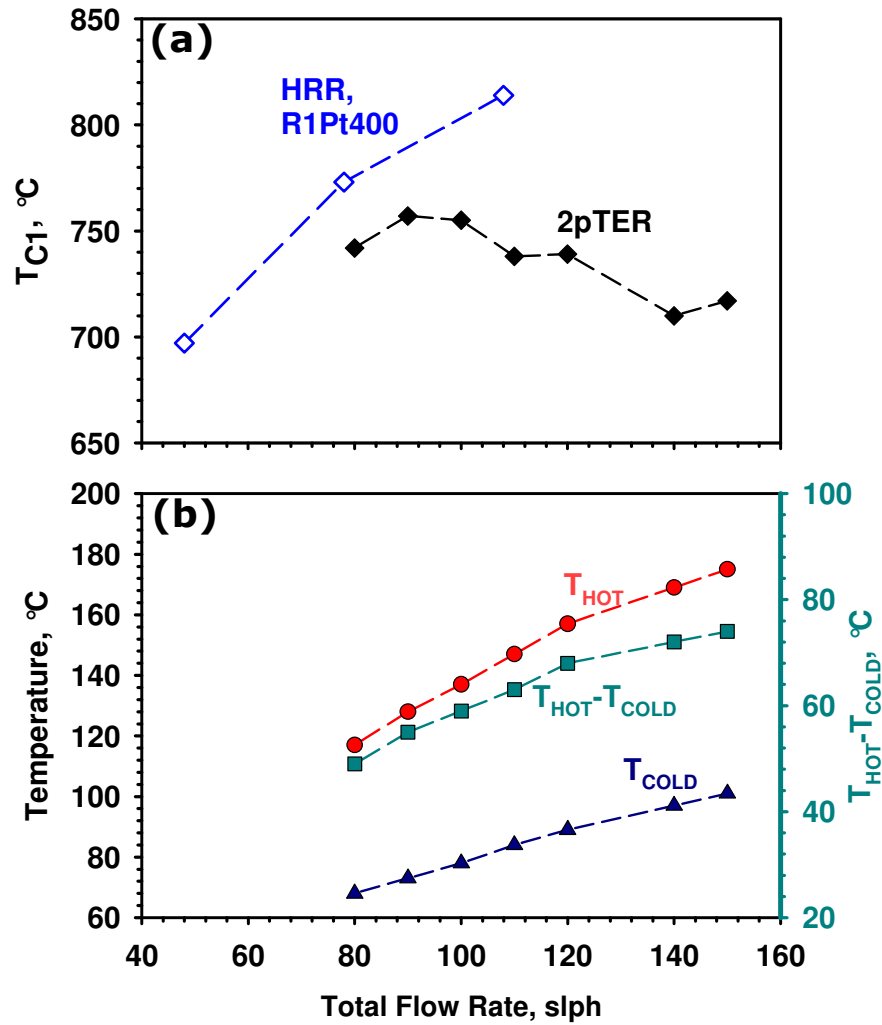 (a)
850
800
750
700
650
T_C1, °C
HRR,
R1Pt400
2pTER
(b)
200
180
160
140
120
100
80
60
Temperature, °C
T_HOT
T_HOT-T_COLD
T_COLD
100
80
60
40
20
T_HOT-T_COLD, °C
40 60 80 100 120 140 160
Total Flow Rate, slph